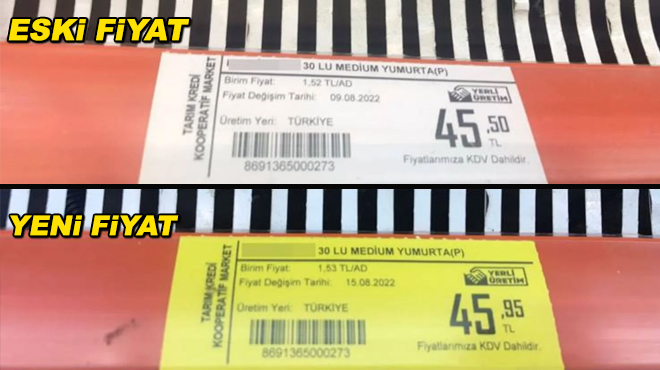 ESKİ FİYAT
TARIM KREDİ
KOOPERATİF MARKET
30 LU MEDIUM YUMURTA(P)
Birim Fiyat: 1,52 TL/AD
Fiyat Değişim Tarihi: 09.08.2022
YERLİ
ÜRETİM
Üretim Yeri: TÜRKİYE
45,50
TL
8691365000273
Fiyatlarımıza KDV Dahildir.
YENİ FİYAT
TARIM KREDİ
KOOPERATİF MARKET
30 LU MEDIUM YUMURTA(P)
Birim Fiyat: 1,53 TL/AD
Fiyat Değişim Tarihi: 15.08.2022
YERLİ
ÜRETİM
Üretim Yeri: TÜRKİYE
45,95
TL
8691365000273
Fiyatlarımıza KDV Dahildir.